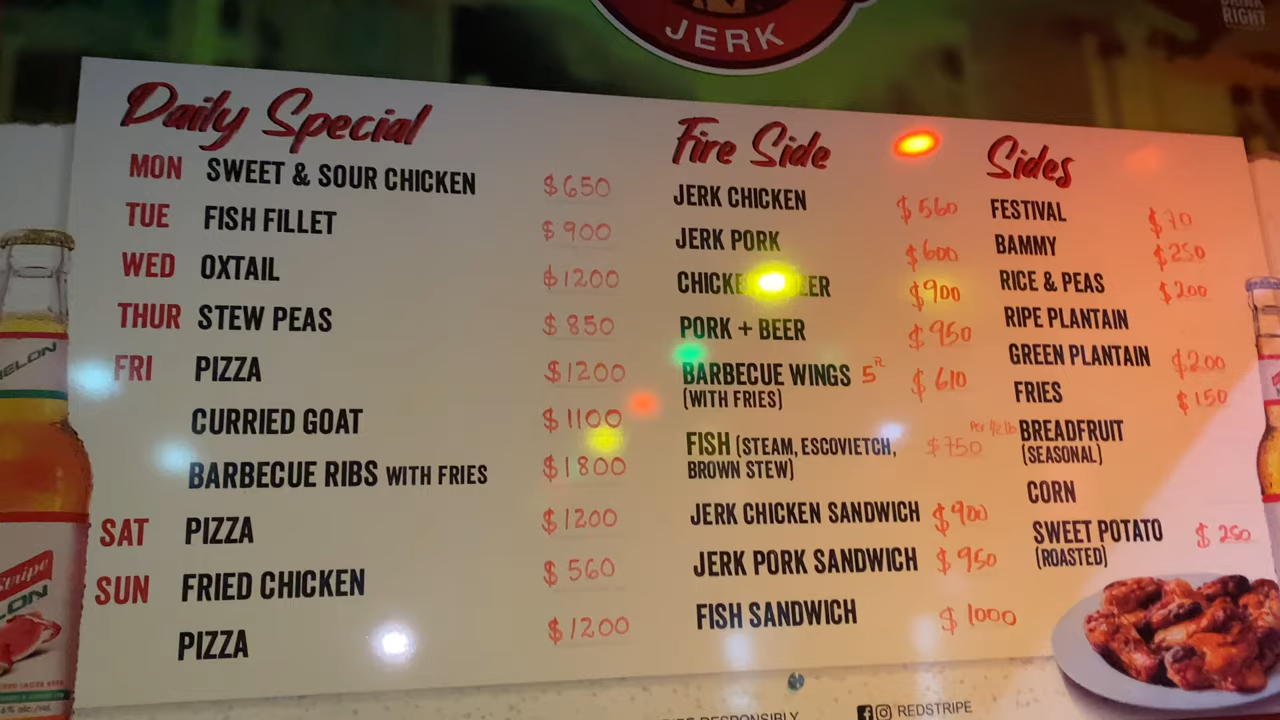 JERK
DRINK
RIGHT
Daily Special
MON SWEET & SOUR CHICKEN $650
TUE FISH FILLET $900
WED OXTAIL $1200
THUR STEW PEAS $850
FRI PIZZA $1200
CURRIED GOAT $1100
BARBECUE RIBS WITH FRIES $1800
SAT PIZZA $1200
SUN FRIED CHICKEN $560
PIZZA $1200
Fire Side
JERK CHICKEN $560
JERK PORK $600
$900
PORK + BEER $950
BARBECUE WINGS $610
(WITH FRIES)
FISH (STEAM, ESCOVIETCH, $750 Per 1/2 lb
BROWN STEW)
JERK CHICKEN SANDWICH $900
JERK PORK SANDWICH $950
FISH SANDWICH $1000
Sides
FESTIVAL $70
BAMMY $250
RICE & PEAS $200
RIPE PLANTAIN
GREEN PLANTAIN $200
FRIES $150
BREADFRUIT
(SEASONAL)
CORN
SWEET POTATO $250
(ROASTED)
Stripe
RESPONSIBLY
REDSTRIPE